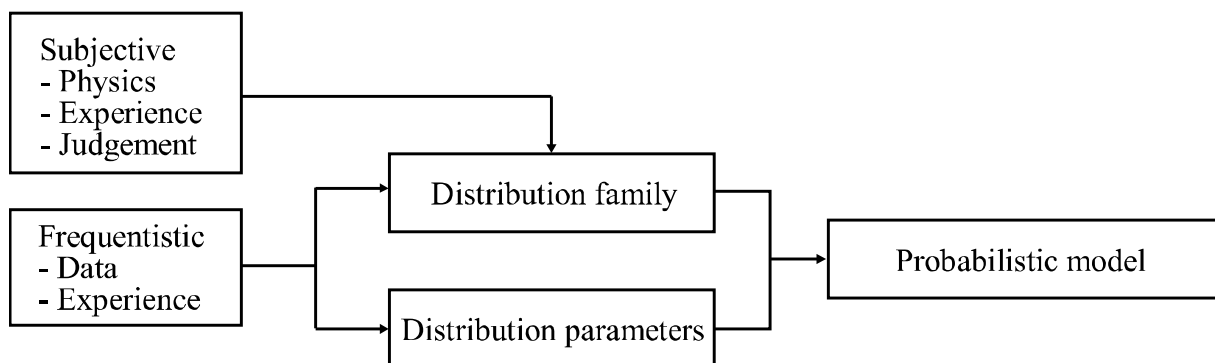 Subjective
- Physics
- Experience
- Judgement
Distribution family
Frequentistic
- Data
- Experience
Probabilistic model
Distribution parameters